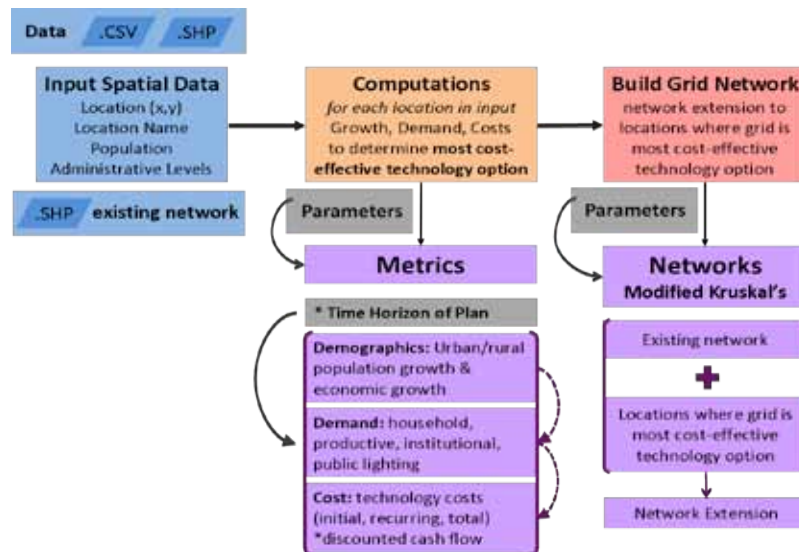 Data
.CSV
.SHP
Input Spatial Data
Location (x,y)
Location Name
Population
Administrative Levels
.SHP
existing network
Computations
for each location in input
Growth, Demand, Costs
to determine most cost-
effective technology option
Parameters
Metrics
* Time Horizon of Plan
Demographics: Urban/rural
population growth &
economic growth
Demand: household,
productive, institutional,
public lighting
Cost: technology costs
(initial, recurring, total)
*discounted cash flow
Build Grid Network
network extension to
locations where grid is
most cost-effective
technology option
Parameters
Networks
Modified Kruskal's
Existing network
+
Locations where grid is
most cost-effective
technology option
Network Extension